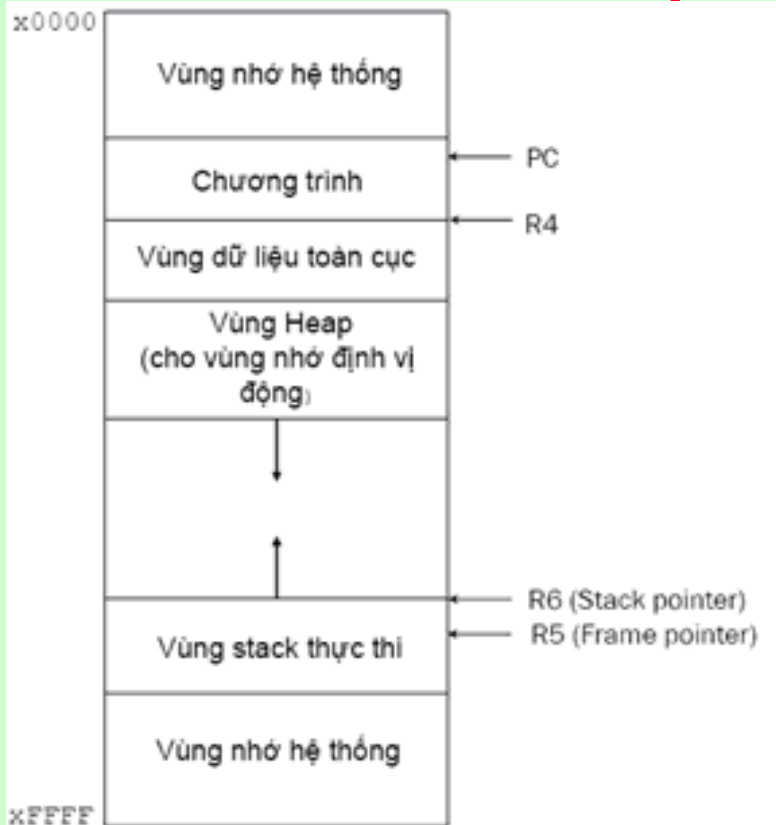 x0000
Vùng nhớ hệ thống
PC
Chương trình
R4
Vùng dữ liệu toàn cục
Vùng Heap
(cho vùng nhớ định vị
động)
R6 (Stack pointer)
R5 (Frame pointer)
Vùng stack thực thi
Vùng nhớ hệ thống
xFFFF